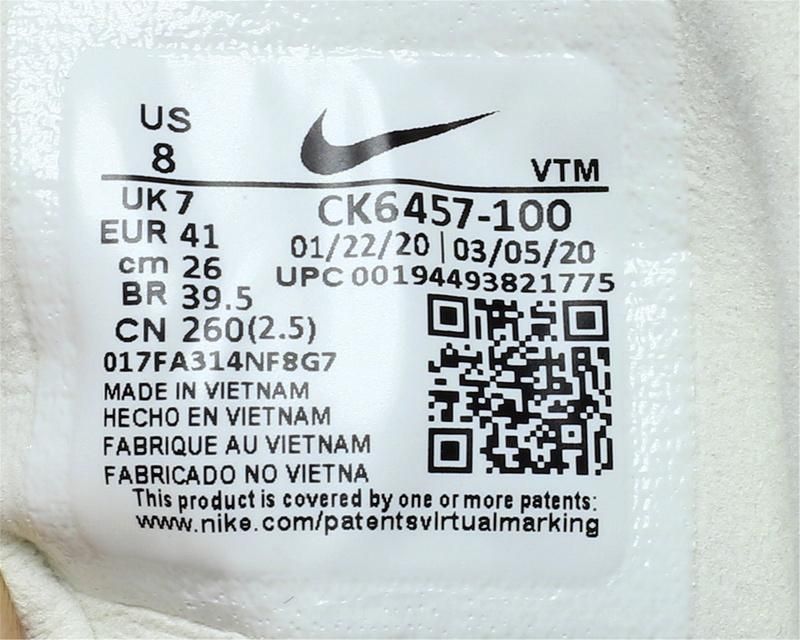 US
8
VTM
UK 7
CK6457-100
EUR 41
01/22/20 | 03/05/20
cm 26
UPC 00194493821775
BR 39.5
CN 260(2.5)
017FA314NF8G7
MADE IN VIETNAM
HECHO EN VIETNAM
FABRIQUE AU VIETNAM
FABRICADO NO VIETNA
This product is covered by one or more patents:
www.nike.com/patentsvirtualmarking